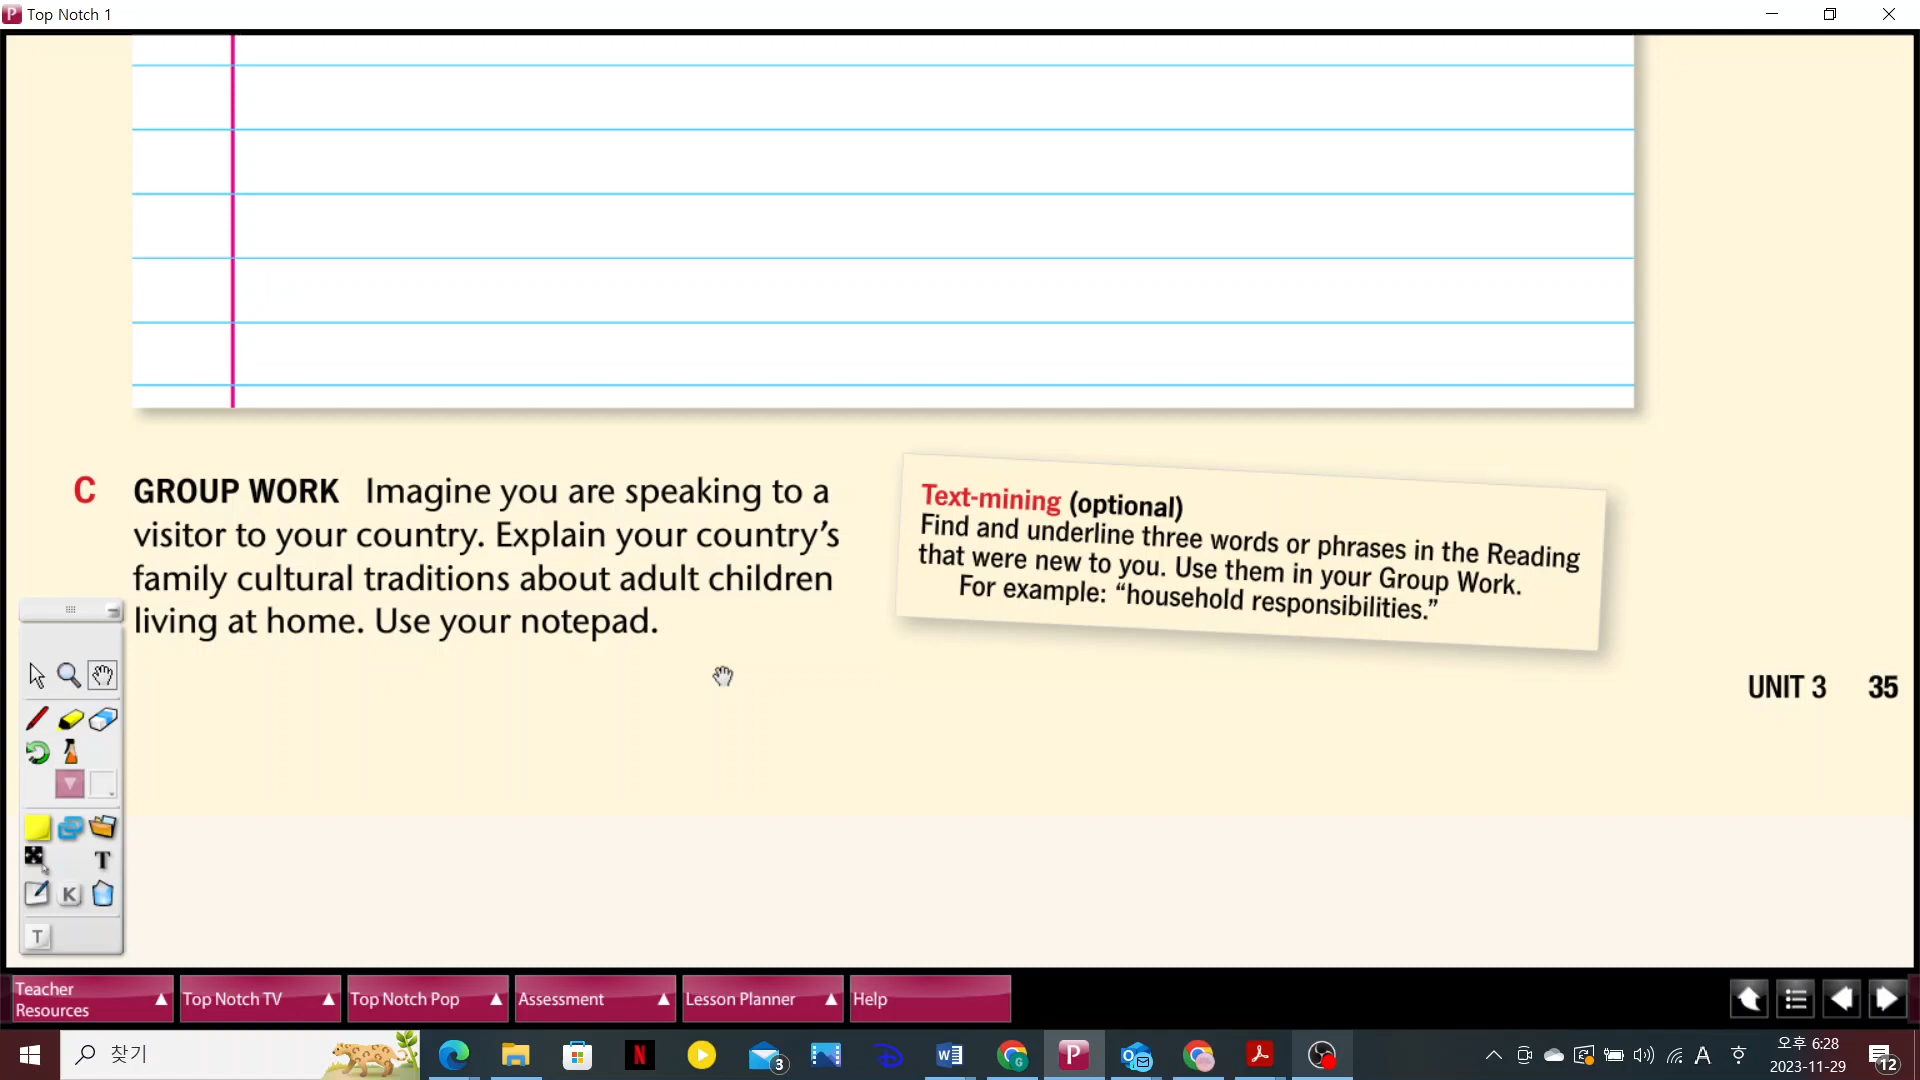 Top Notch 1
C GROUP WORK Imagine you are speaking to a
visitor to your country. Explain your country's
family cultural traditions about adult children
living at home. Use your notepad.
Text-mining (optional)
Find and underline three words or phrases in the Reading
that were new to you. Use them in your Group Work.
For example: “household responsibilities.”
UNIT 3 35
T
K
T
Teacher
Resources
Top Notch TV
Top Notch Pop
Assessment
Lesson Planner
Help
찾기
3
A
오후 6:28
2023-11-29
12